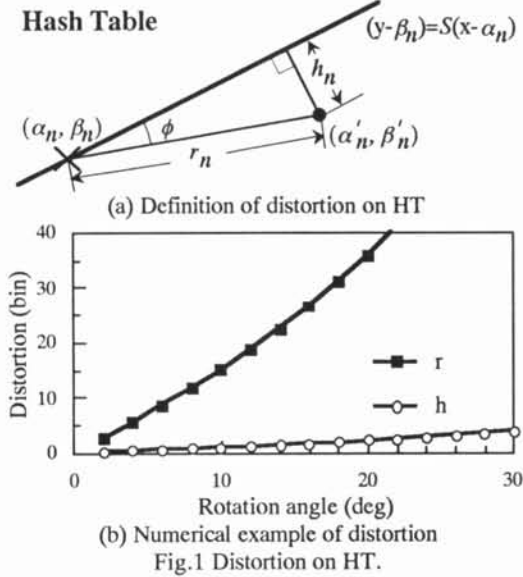 Hash Table
(y-βₙ)=S(x-αₙ)
hₙ
(αₙ, βₙ)
ϕ
(α'ₙ, β'ₙ)
rₙ
(a) Definition of distortion on HT
40
30
20
10
0
Distortion (bin)
r
h
0 10 20 30
Rotation angle (deg)
(b) Numerical example of distortion
Fig.1 Distortion on HT.